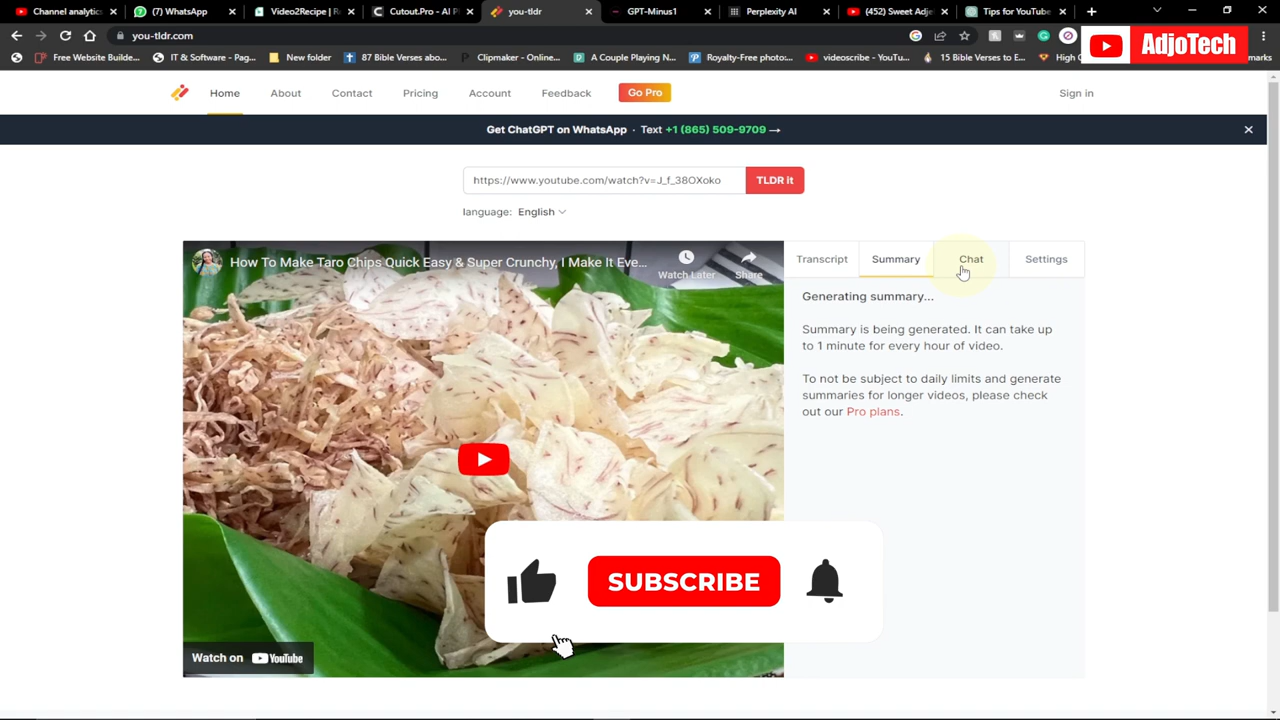 Channel analytics
(7) WhatsApp
Video2Recipe | R
Cutout.Pro - AI P
you-tldr
GPT-Minus1
Perplexity AI
(452) Sweet Adje
Tips for YouTube
you-tldr.com
AdjoTech
Free Website Builde...
IT & Software - Pag...
New folder
87 Bible Verses abo...
Clipmaker - Online...
A Couple Playing N...
Royalty-Free photo:...
videoscribe - YouTu...
15 Bible Verses to E...
High
marks
Home
About
Contact
Pricing
Account
Feedback
Go Pro
Sign in
Get ChatGPT on WhatsApp · Text +1 (865) 509-9709 →
https://www.youtube.com/watch?v=J_f_38OXoko
TLDR it
language: English
How To Make Taro Chips Quick Easy & Super Crunchy, I Make It Eve...
Watch Later
Share
Transcript
Summary
Chat
Settings
Generating summary...
Summary is being generated. It can take up
to 1 minute for every hour of video.
To not be subject to daily limits and generate
summaries for longer videos, please check
out our Pro plans.
SUBSCRIBE
Watch on YouTube